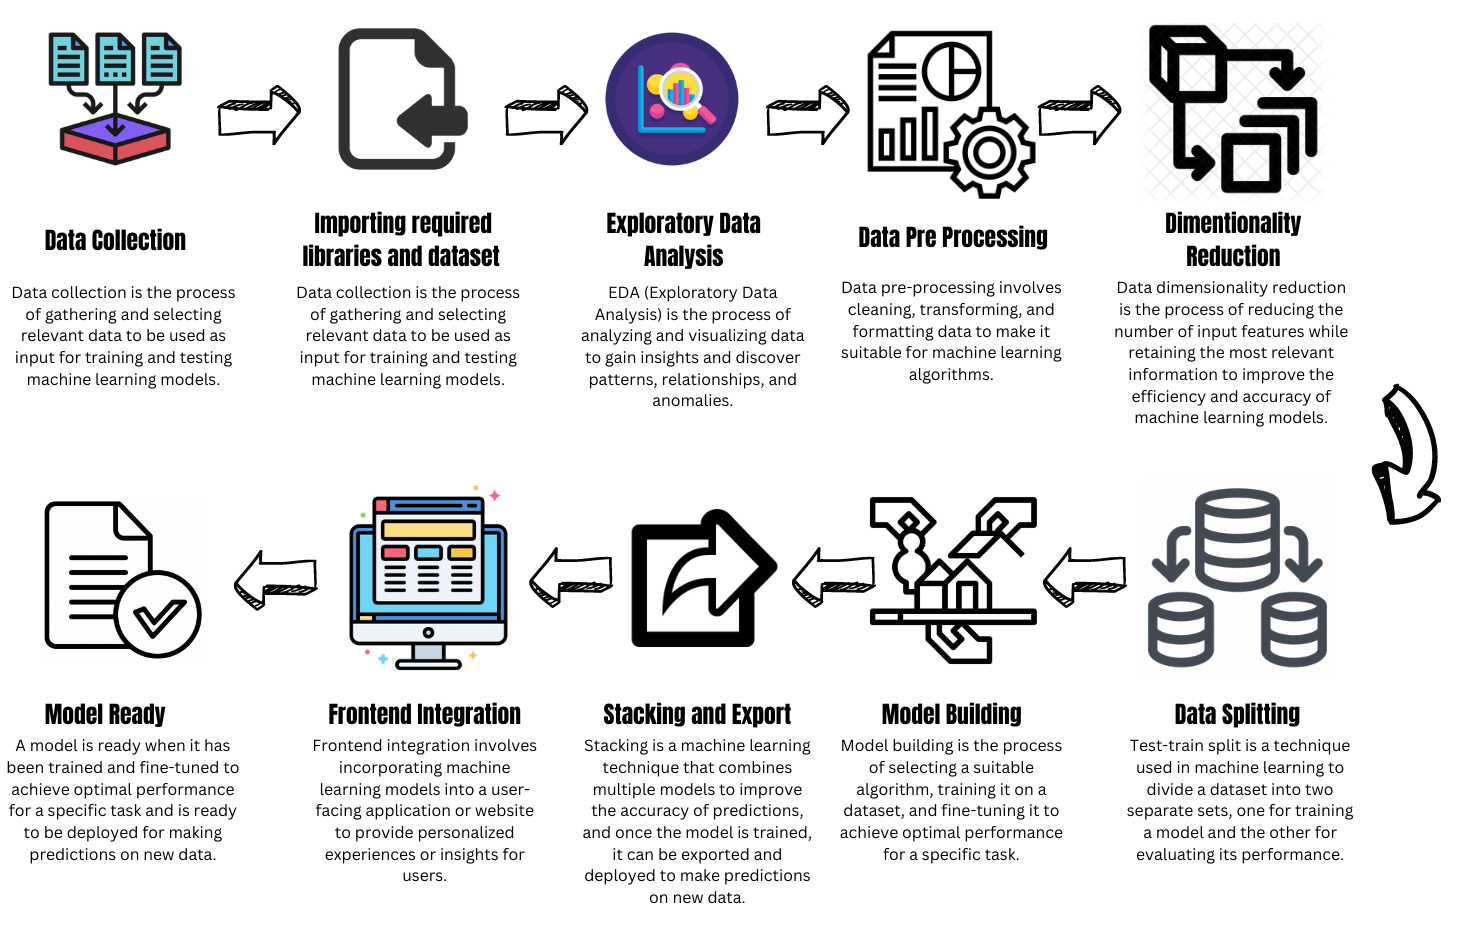 Data Collection
Data collection is the process
of gathering and selecting
relevant data to be used as
input for training and testing
machine learning models.
Importing required
libraries and dataset
Data collection is the process
of gathering and selecting
relevant data to be used as
input for training and testing
machine learning models.
Exploratory Data
Analysis
EDA (Exploratory Data
Analysis) is the process of
analyzing and visualizing data
to gain insights and discover
patterns, relationships, and
anomalies.
Data Pre Processing
Data pre-processing involves
cleaning, transforming, and
formatting data to make it
suitable for machine learning
algorithms.
Dimentionality
Reduction
Data dimensionality reduction
is the process of reducing the
number of input features while
retaining the most relevant
information to improve the
efficiency and accuracy of
machine learning models.
Model Ready
A model is ready when it has
been trained and fine-tuned to
achieve optimal performance
for a specific task and is ready
to be deployed for making
predictions on new data.
Frontend Integration
Frontend integration involves
incorporating machine
learning models into a user-
facing application or website
to provide personalized
experiences or insights for
users.
Stacking and Export
Stacking is a machine learning
technique that combines
multiple models to improve
the accuracy of predictions,
and once the model is trained,
it can be exported and
deployed to make predictions
on new data.
Model Building
Model building is the process
of selecting a suitable
algorithm, training it on a
dataset, and fine-tuning it to
achieve optimal performance
for a specific task.
Data Splitting
Test-train split is a technique
used in machine learning to
divide a dataset into two
separate sets, one for training
a model and the other for
evaluating its performance.